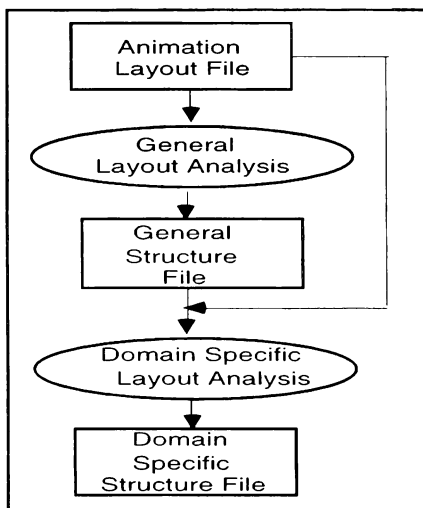 Animation
Layout File
General
Layout Analysis
General
Structure
File
Domain Specific
Layout Analysis
Domain
Specific
Structure File